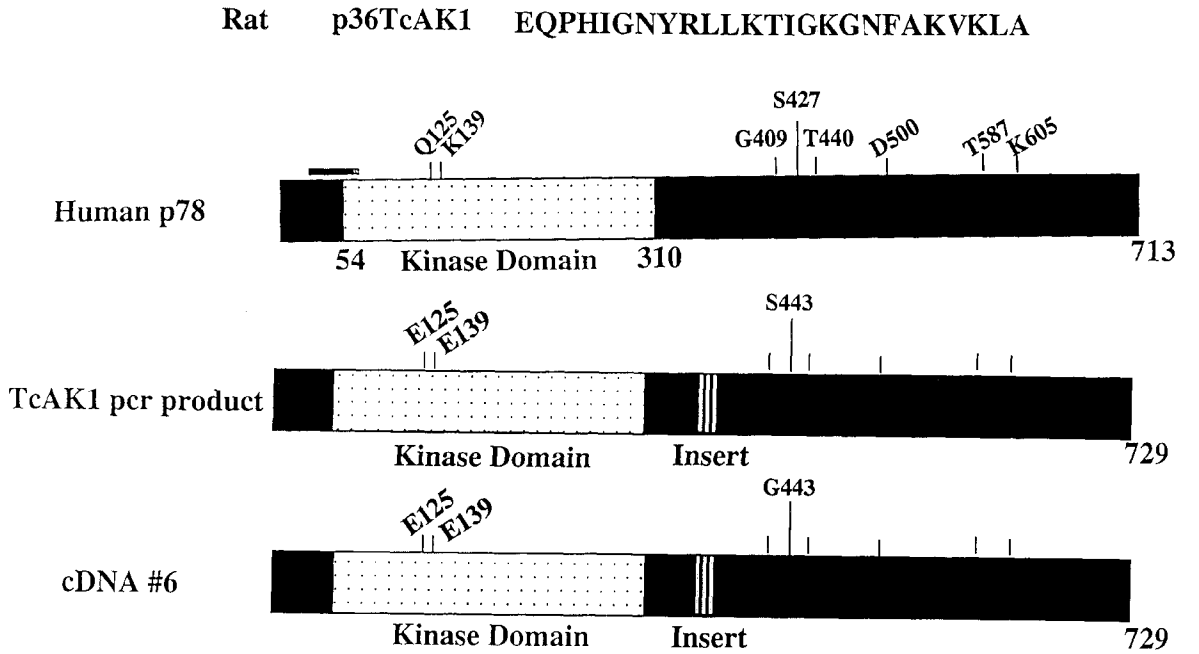 Rat p36TcAK1 EQPHIGNYRLLKTIGKGNFAKVKLA
S427
Q125 K139 G409 T440 D500 T587 K605
Human p78
54 Kinase Domain 310 713
S443
E125 E139
TcAK1 pcr product
Kinase Domain Insert 729
G443
E125 E139
cDNA #6
Kinase Domain Insert 729